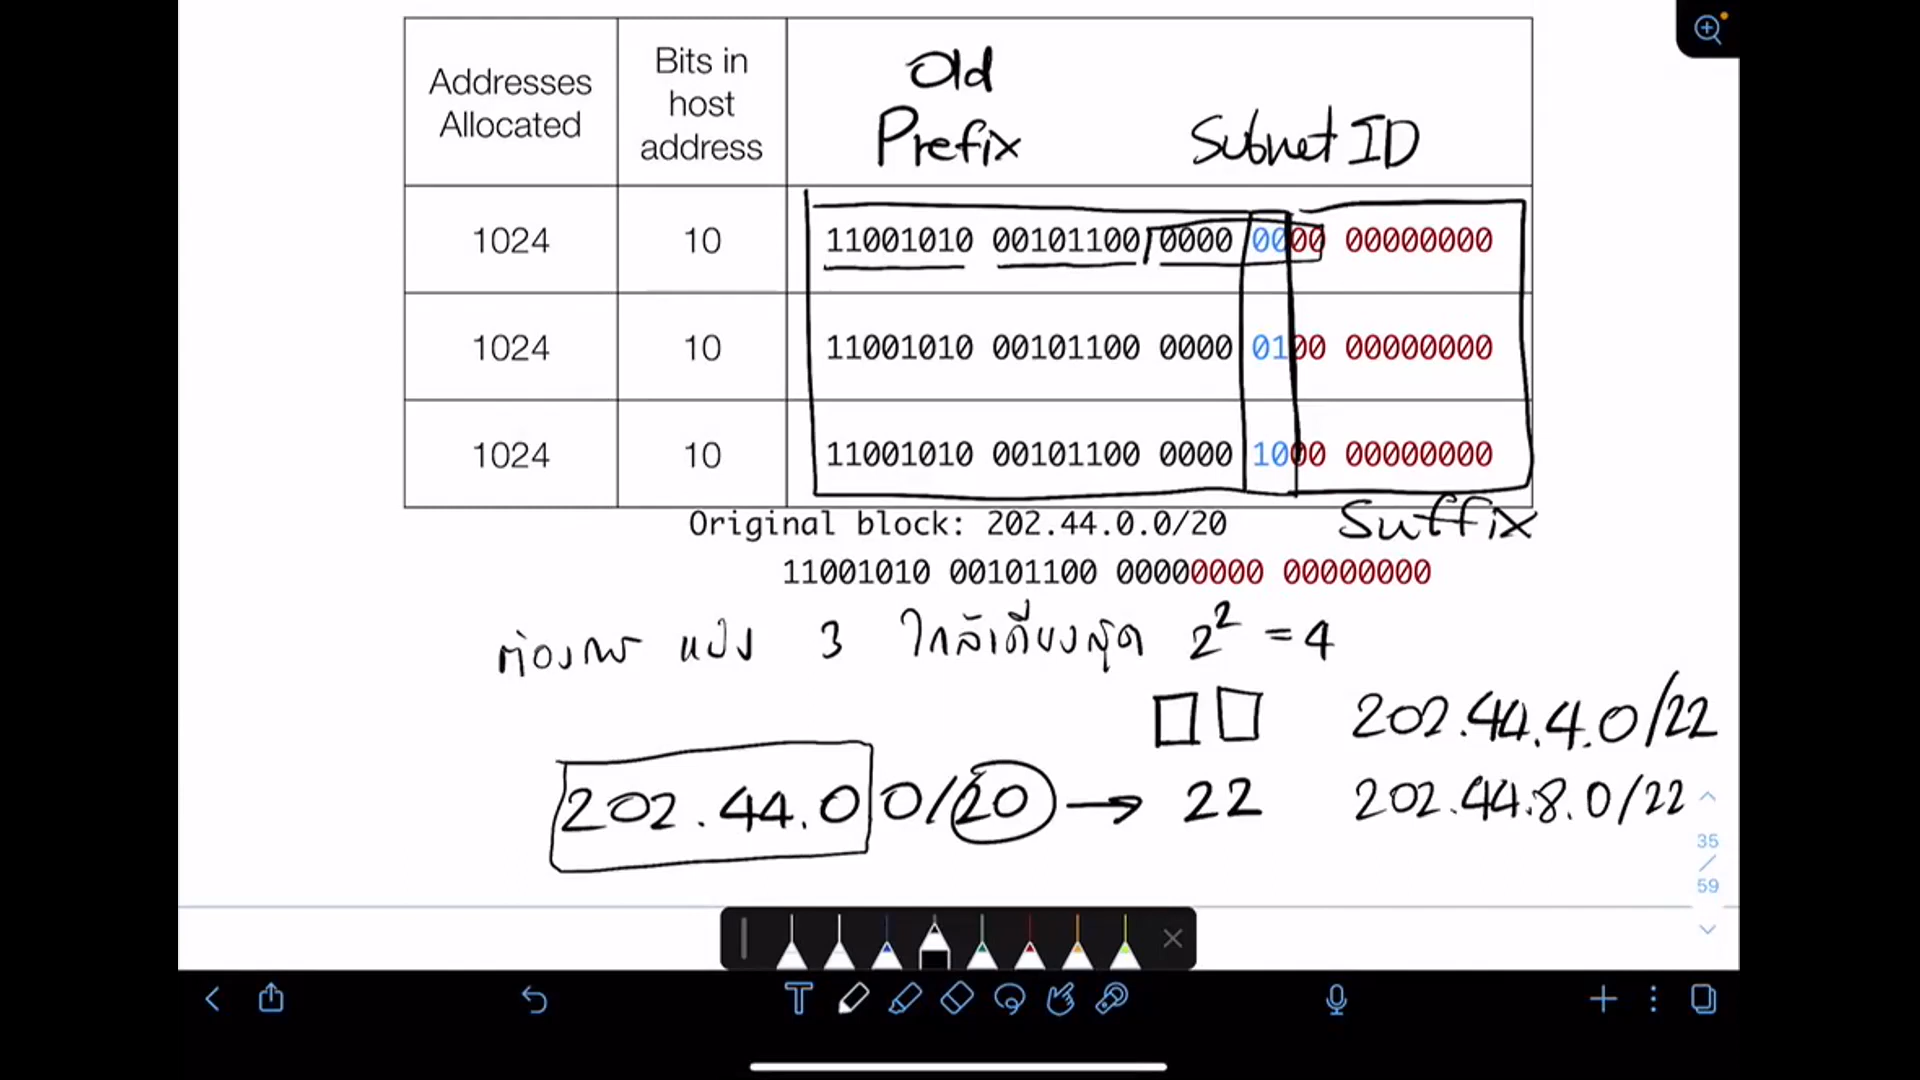 Addresses Allocated
Bits in host address
Old Prefix
Subnet ID
1024 10 11001010 00101100 0000 0000 00000000
1024 10 11001010 00101100 0000 0100 00000000
1024 10 11001010 00101100 0000 1000 00000000
Suffix
Original block: 202.44.0.0/20
11001010 00101100 00000000 00000000
ต้องการ แบ่ง 3 ใกล้เคียงสุด 2² = 4
202.44.4.0/22
202.44.0.0/20 → 22
202.44.8.0/22
35
/
59
T